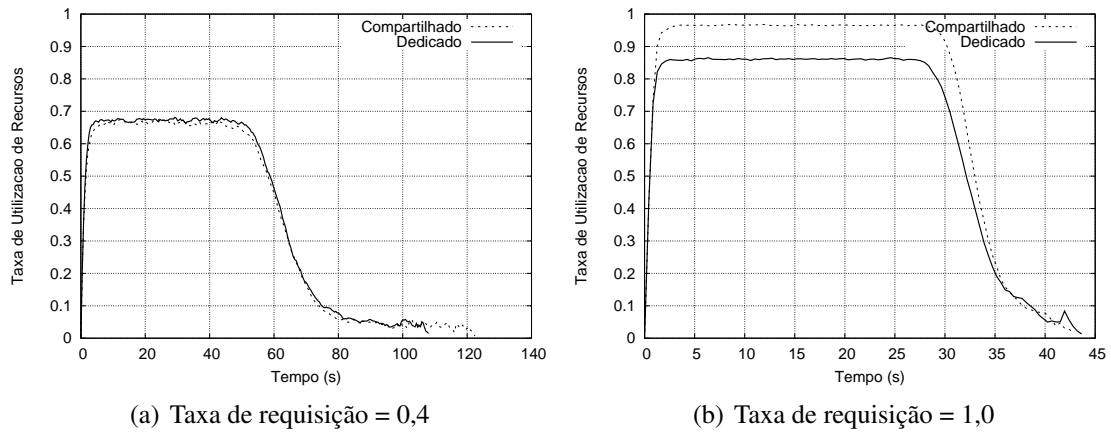 1
0.9
0.8
0.7
0.6
0.5
0.4
0.3
0.2
0.1
0
Taxa de Utilizacao de Recursos
Compartilhado
Dedicado
0 20 40 60 80 100 120 140
Tempo (s)
(a) Taxa de requisição = 0,4
1
0.9
0.8
0.7
0.6
0.5
0.4
0.3
0.2
0.1
0
Taxa de Utilizacao de Recursos
Compartilhado
Dedicado
0 5 10 15 20 25 30 35 40 45
Tempo (s)
(b) Taxa de requisição = 1,0